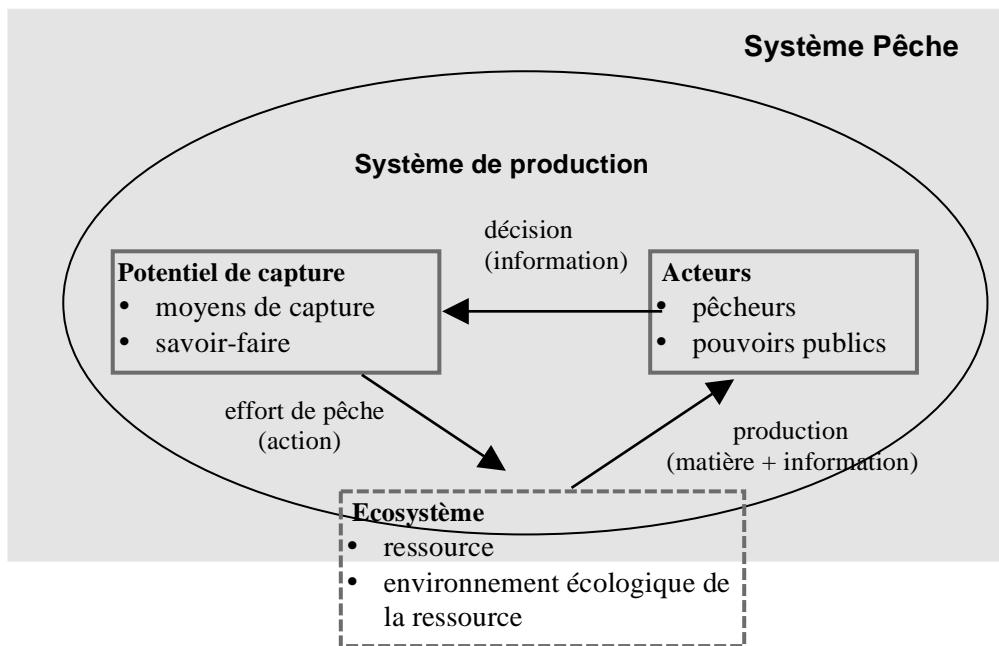 Système Pêche
Système de production
décision
(information)
Potentiel de capture
• moyens de capture
• savoir-faire
Acteurs
• pêcheurs
• pouvoirs publics
effort de pêche
(action)
production
(matière + information)
Ecosystème
• ressource
• environnement écologique de
la ressource